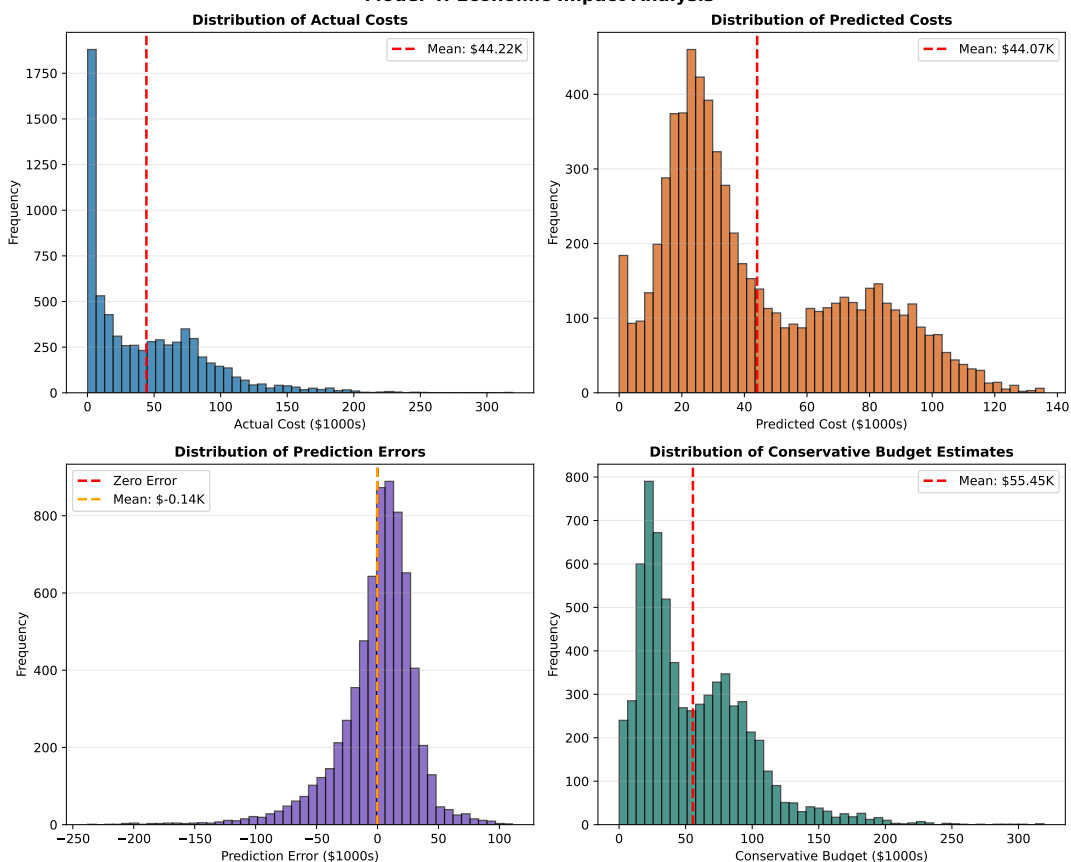 Distribution of Actual Costs
Mean: $44.22K
1750
1500
1250
1000
750
500
250
0
Frequency
0 50 100 150 200 250 300
Actual Cost ($1000s)
Distribution of Predicted Costs
Mean: $44.07K
400
300
200
100
0
Frequency
0 20 40 60 80 100 120 140
Predicted Cost ($1000s)
Distribution of Prediction Errors
Zero Error
Mean: $-0.14K
800
600
400
200
0
Frequency
−250 −200 −150 −100 −50 0 50 100
Prediction Error ($1000s)
Distribution of Conservative Budget Estimates
Mean: $55.45K
800
700
600
500
400
300
200
100
0
Frequency
0 50 100 150 200 250 300
Conservative Budget ($1000s)